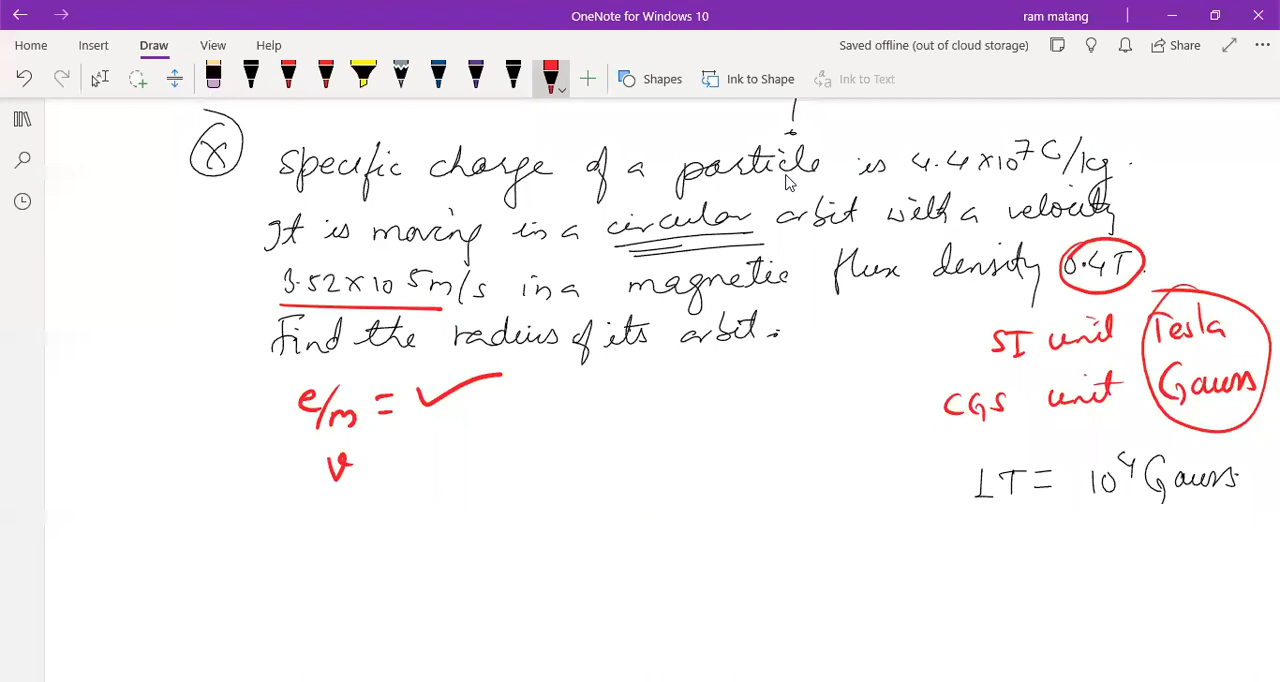 OneNote for Windows 10
ram matang
Home Insert Draw View Help
Saved offline (out of cloud storage)
Share
Shapes
Ink to Shape
Ink to Text
(x) Specific charge of a particle is 4.4×10⁷ C/kg.
It is moving in a circular orbit with a velocity
3.52×10⁵ m/s in a magnetic flux density 0.4T.
Find the radius of its orbit.
SI unit Tesla
CGS unit Gauss
e/m = ✓
v
1T = 10⁴ Gauss